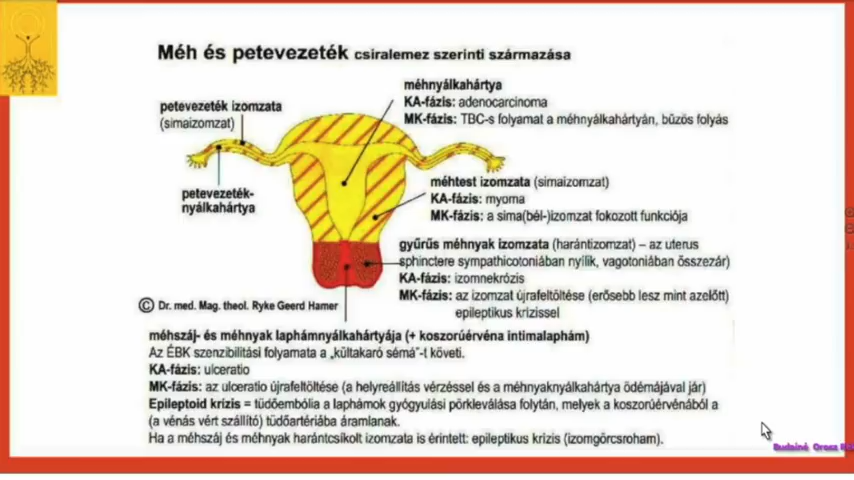 Méh és petevezeték csiralemez szerinti származása
méhnyálkahártya
KA-fázis: adenocarcinoma
MK-fázis: TBC-s folyamat a méhnyálkahártyán, bűzös folyás
petevezeték izomzata
(simaizomzat)
petevezeték-
nyálkahártya
méhtest izomzata (simaizomzat)
KA-fázis: myoma
MK-fázis: a sima(bél-)izomzat fokozott funkciója
gyűrűs méhnyak izomzata (harántizomzat) – az uterus
sphinctere sympathicotoniában nyílik, vagotoniában összezár)
KA-fázis: izomnekrózis
MK-fázis: az izomzat újrafeltöltése (erősebb lesz mint azelőtt)
epileptikus krízissel
© Dr. med. Mag. theol. Ryke Geerd Hamer
méhszáj- és méhnyak laphámnyálkahártyája (+ koszorúérvéna intimalaphám)
Az ÉBK szenzibilitási folyamata a „kültakaró sémá"-t követi.
KA-fázis: ulceratio
MK-fázis: az ulceratio újrafeltöltése (a helyreállítás vérzéssel és a méhnyaknyálkahártya ödémájával jár)
Epileptoid krízis = tüdőembólia a laphámok gyógyulási pörkleválása folytán, melyek a koszorúérvénából a
(a vénás vért szállító) tüdőartériába áramlanak.
Ha a méhszáj és méhnyak harántcsíkolt izomzata is érintett: epileptikus krízis (izomgörcsroham).
Budainé Orosz